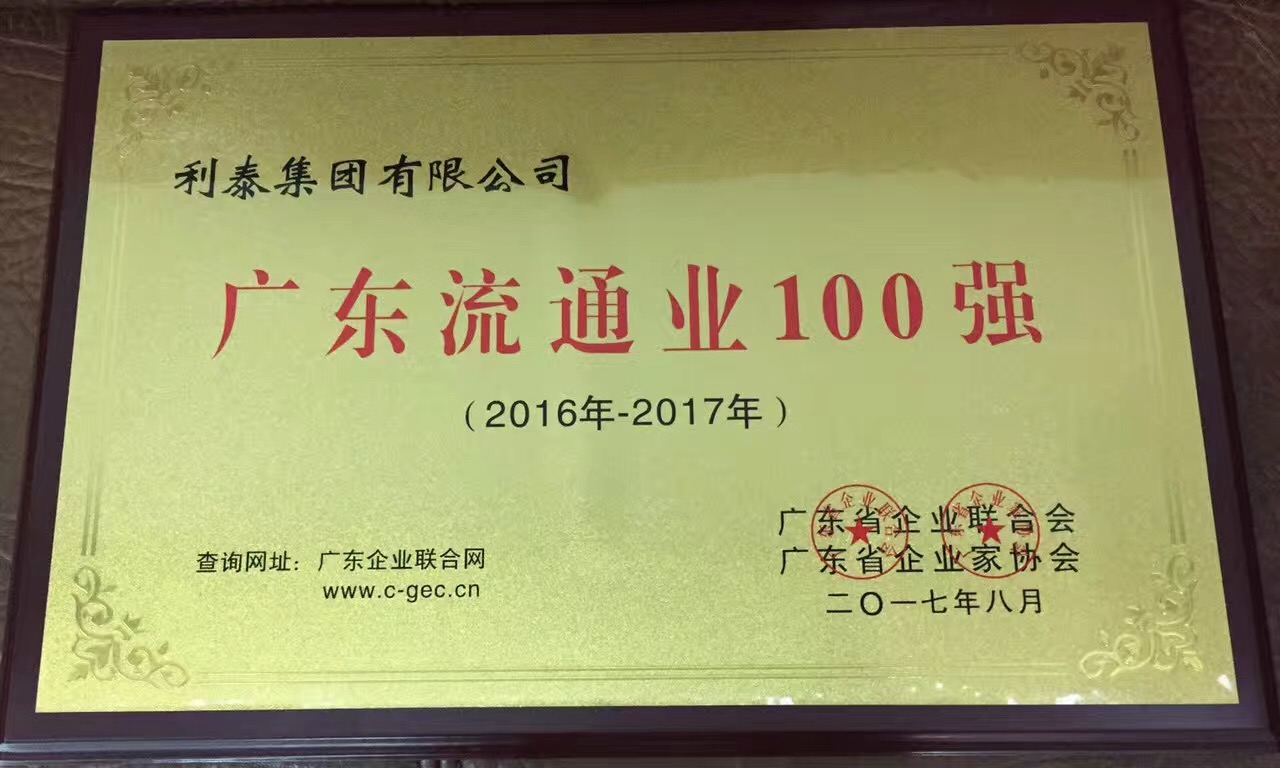 利泰集团有限公司
广东流通业100强
（2016年-2017年）
广东省企业联合会
广东省企业家协会
二〇一七年八月
查询网址：广东企业联合网
www.c-gec.cn